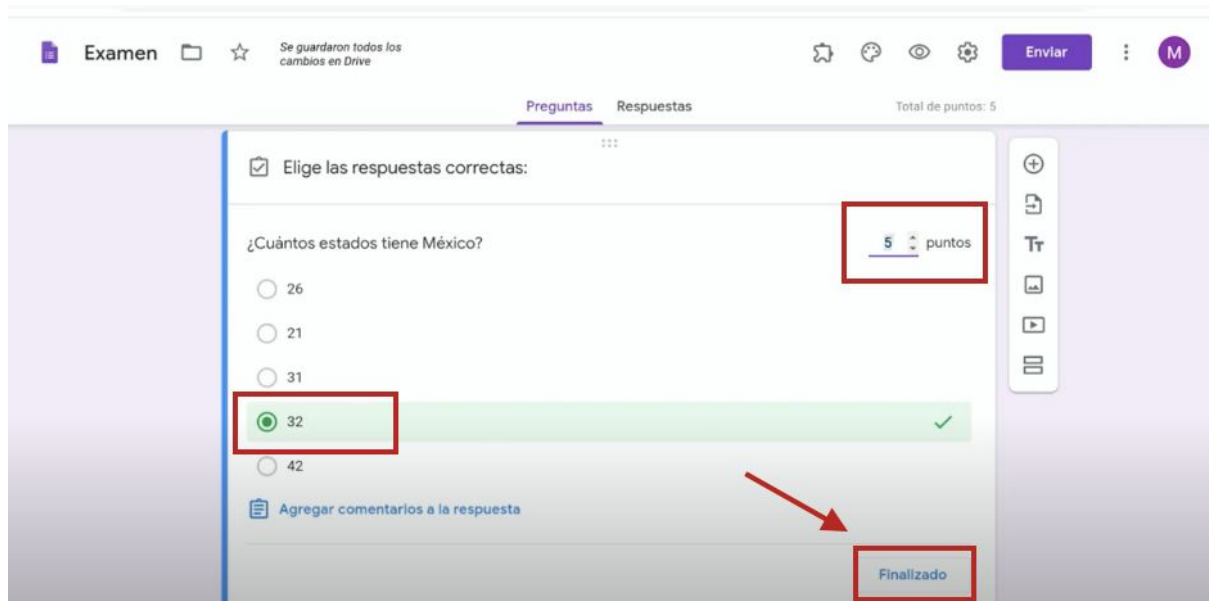 Examen
Se guardaron todos los
cambios en Drive
Enviar
M
Preguntas Respuestas
Total de puntos: 5
Elige las respuestas correctas:
¿Cuántos estados tiene México?
5 puntos
26
21
31
32
42
Agregar comentarios a la respuesta
Finalizado
Tт